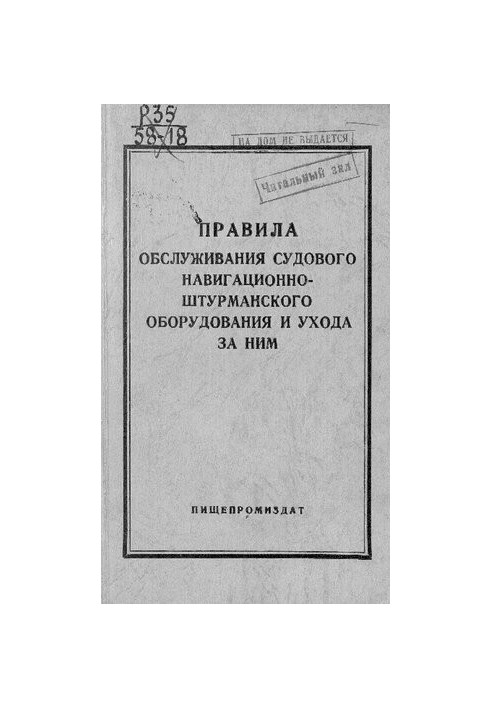 Р35
58-18
НА ДОМ НЕ ВЫДАЕТСЯ
Читальный зал
ПРАВИЛА
ОБСЛУЖИВАНИЯ СУДОВОГО
НАВИГАЦИОННО-
ШТУРМАНСКОГО
ОБОРУДОВАНИЯ И УХОДА
ЗА НИМ
ПИЩЕПРОМИЗДАТ